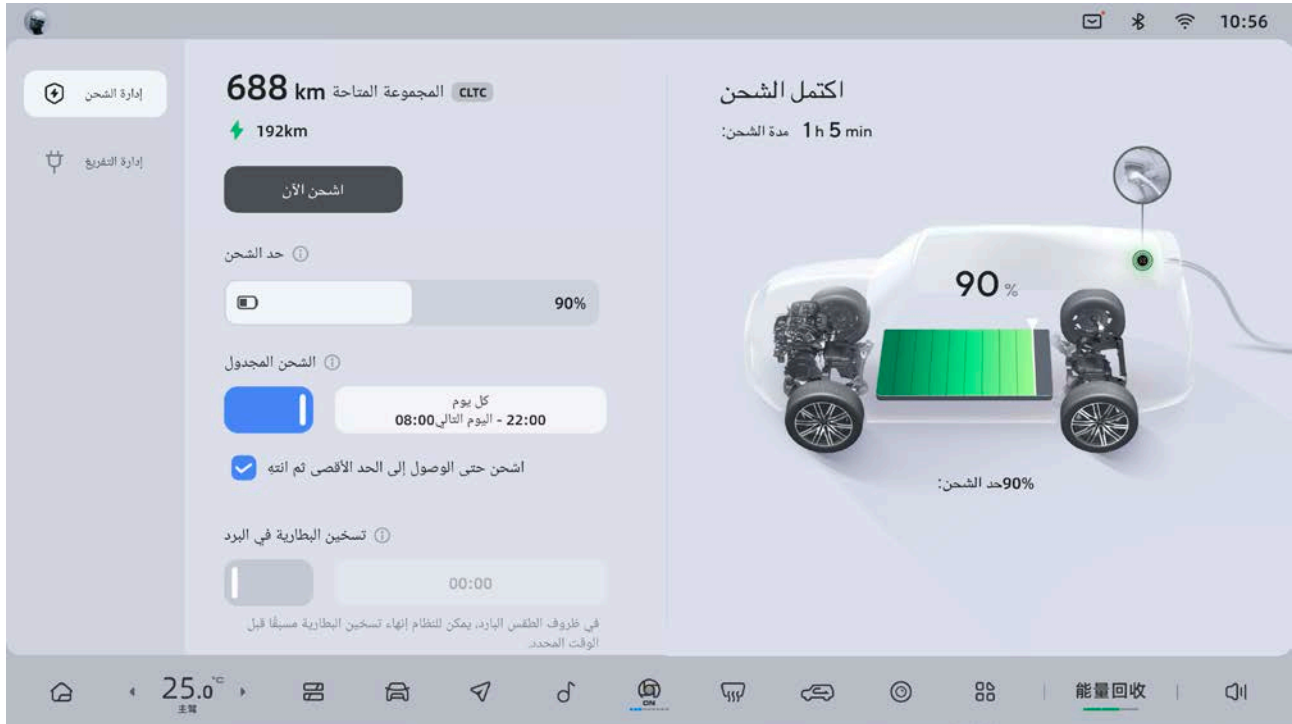 10:56
إدارة الشحن
إدارة التفريغ
688 km المجموعة المتاحة CLTC
192km
اشحن الآن
حد الشحن
90%
الشحن المجدول
كل يوم
22:00 - اليوم التالي08:00
اشحن حتى الوصول إلى الحد الأقصى ثم انتهِ
تسخين البطارية في البرد
00:00
في ظروف الطقس البارد، يمكن للنظام إنهاء تسخين البطارية مسبقًا قبل
الوقت المحدد.
اكتمل الشحن
مدة الشحن: 1 h 5 min
90 %
90%حد الشحن:
25.0 °C
主驾
ON
能量回收